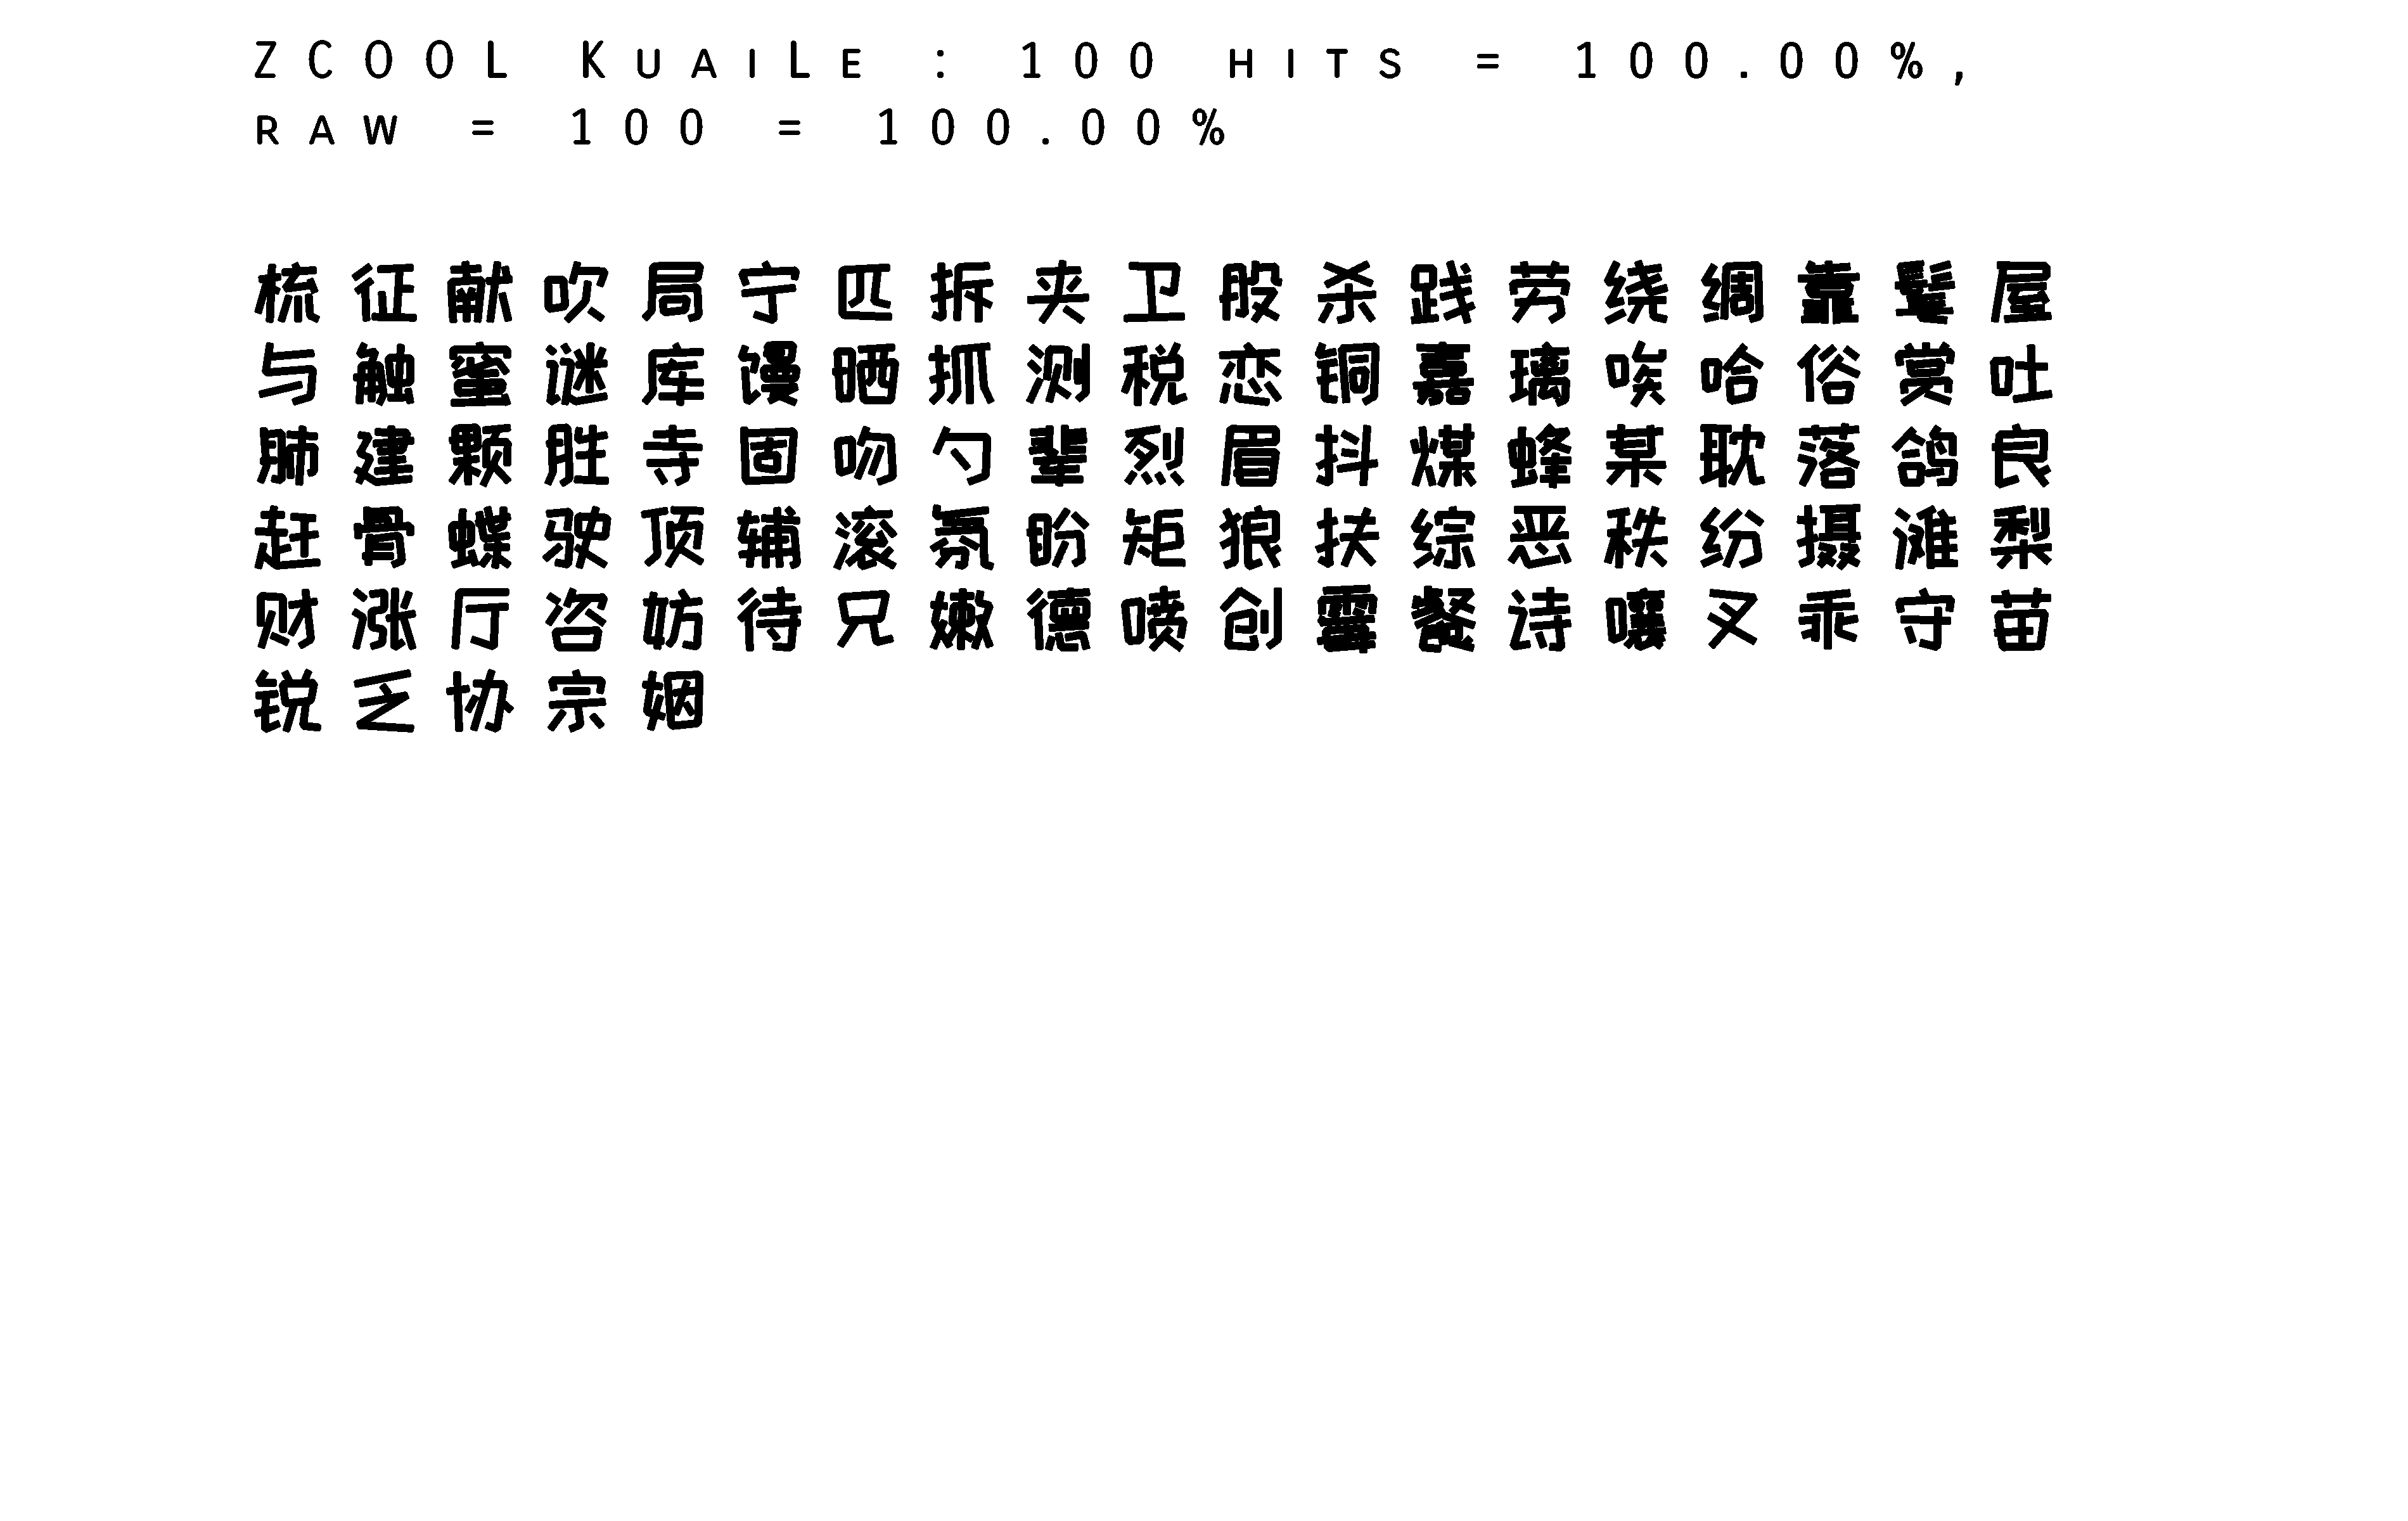 ZCOOL KuaiLe : 100 hits = 100.00%,
raw = 100 = 100.00%
梳征献吹局宁匹拆夹卫股杀践劳绕绸靠髦屋
与触蜜谜库馒晒抓测税恋铜嘉璃唉哈俗赏吐
肺建颗胜寺固吻勺辈烈眉抖煤蜂某耽落鸽良
赶骨蝶驶顶辅滚氛盼矩狼扶综恶秩纷摄滩梨
财涨厅咨妨待兄嫩德喷创霉餐诗嚷叉乖守苗
锐乏协宗姻